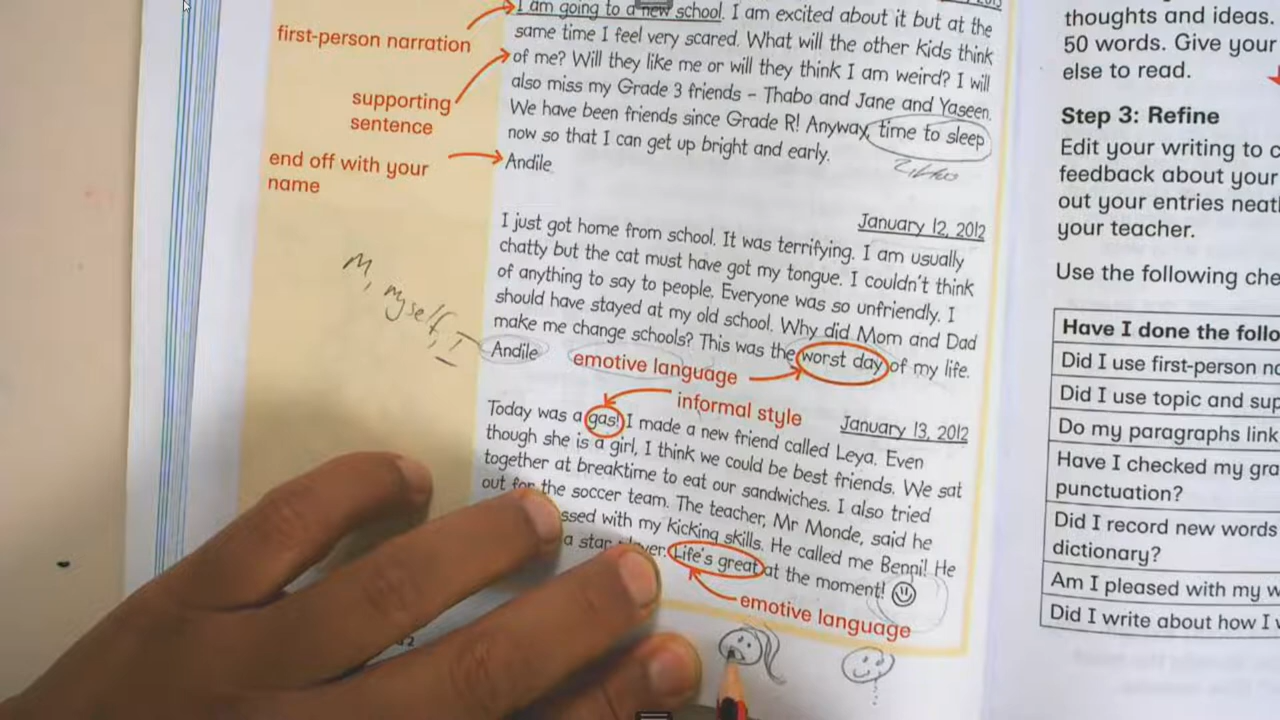 first-person narration
supporting
sentence
end off with your
name
I am going to a new school. I am excited about it but at the
same time I feel very scared. What will the other kids think
of me? Will they like me or will they think I am weird? I will
also miss my Grade 3 friends – Thabo and Jane and Yaseen.
We have been friends since Grade R! Anyway, time to sleep
now so that I can get up bright and early.
Andile
January 12, 2012
I just got home from school. It was terrifying. I am usually
chatty but the cat must have got my tongue. I couldn't think
of anything to say to people. Everyone was so unfriendly. I
should have stayed at my old school. Why did Mom and Dad
make me change schools? This was the worst day of my life.
Andile
M, myself, I
emotive language
informal style
January 13, 2012
Today was a gas! I made a new friend called Leya. Even
though she is a girl, I think we could be best friends. We sat
together at breaktime to eat our sandwiches. I also tried
out for the soccer team. The teacher, Mr Monde, said he
ssed with my kicking skills. He called me Benni! He
a star Life's great at the moment!
emotive language
thoughts and ideas.
50 words. Give your
else to read.
Step 3: Refine
Edit your writing to c
feedback about your
out your entries neat
your teacher.
Use the following che
Have I done the follo
Did I use first-person na
Did I use topic and sup
Do my paragraphs link
Have I checked my gra
punctuation?
Did I record new words
dictionary?
Am I pleased with my w
Did I write about how I